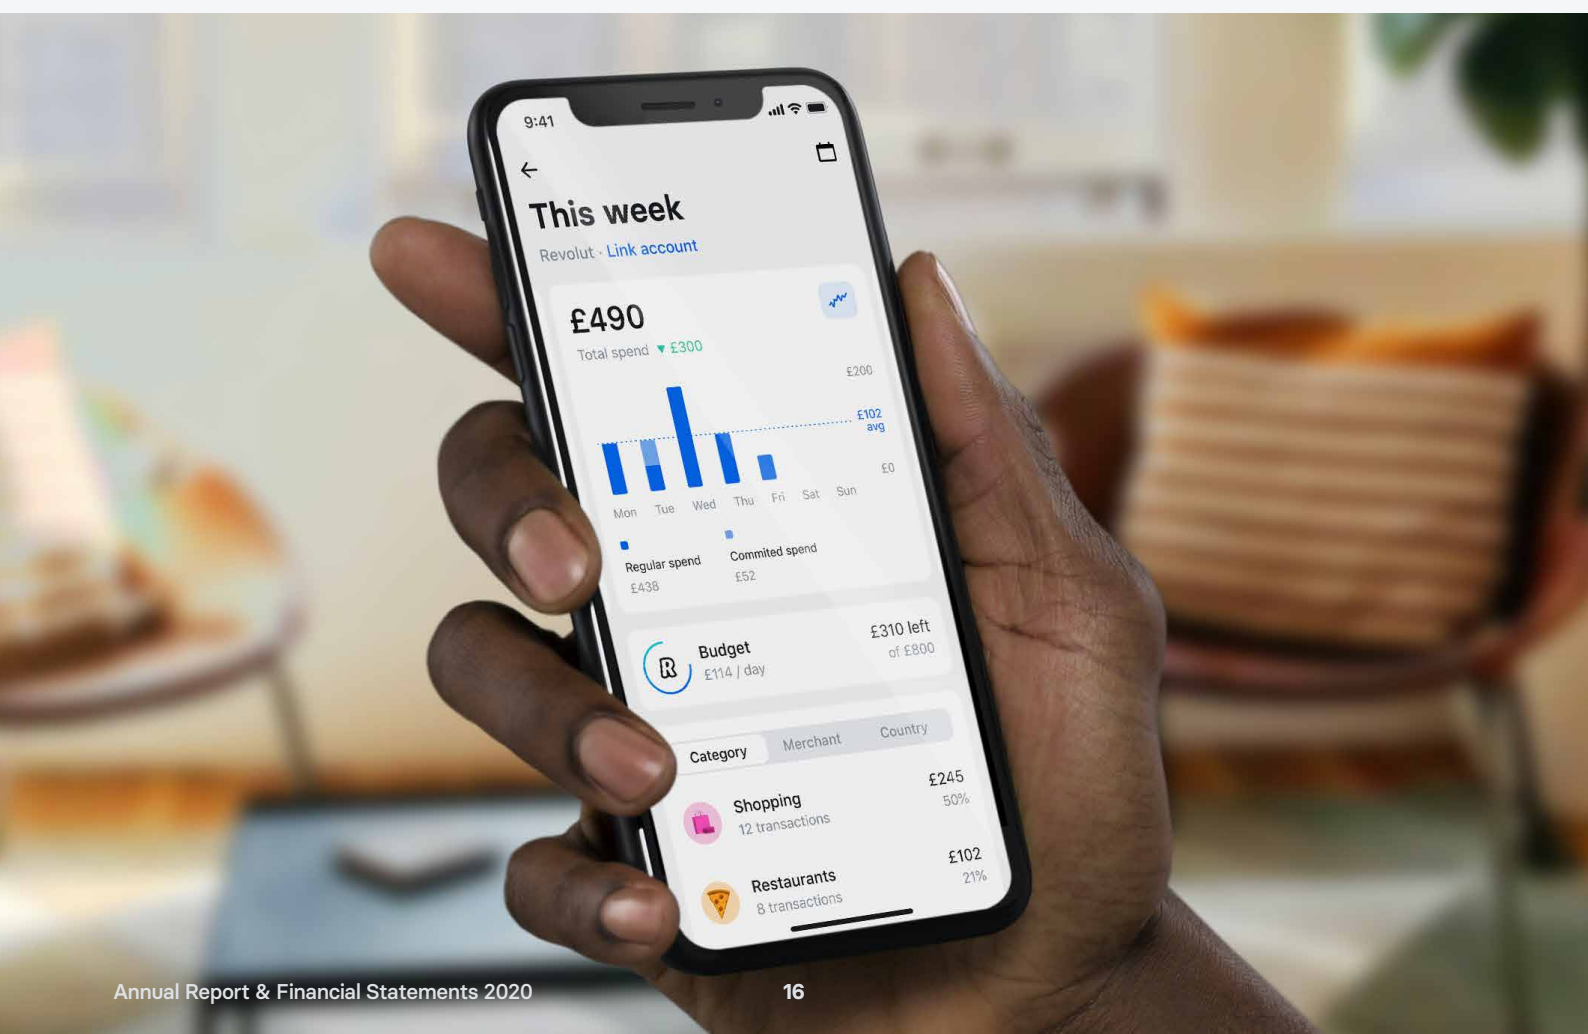 9:41
This week
Revolut · Link account
£490
Total spend ▼ £300
£200
£102
avg
£0
Mon Tue Wed Thu Fri Sat Sun
Regular spend
£438
Commited spend
£52
R
Budget
£114 / day
£310 left
of £800
Category Merchant Country
Shopping
12 transactions
£245
50%
Restaurants
8 transactions
£102
21%
Annual Report & Financial Statements 2020
16